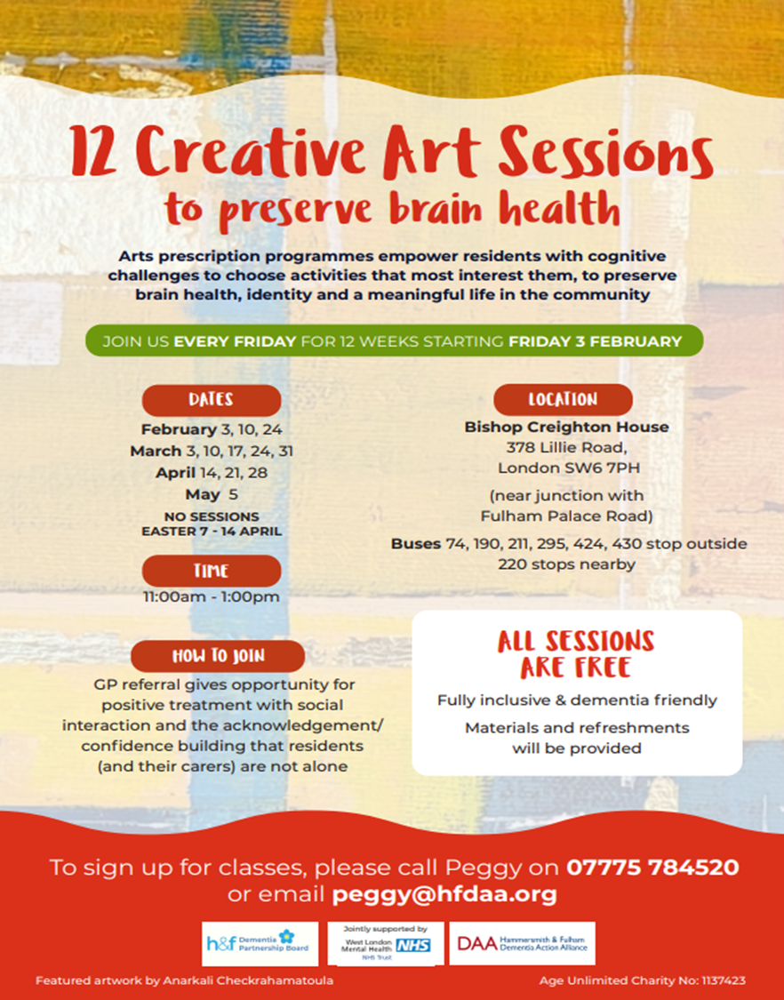 12 Creative Art Sessions
to preserve brain health
Arts prescription programmes empower residents with cognitive
challenges to choose activities that most interest them, to preserve
brain health, identity and a meaningful life in the community
JOIN US EVERY FRIDAY FOR 12 WEEKS STARTING FRIDAY 3 FEBRUARY
DATES
February 3, 10, 24
March 3, 10, 17, 24, 31
April 14, 21, 28
May 5
NO SESSIONS
EASTER 7 - 14 APRIL
TIME
11:00am - 1:00pm
HOW TO JOIN
GP referral gives opportunity for
positive treatment with social
interaction and the acknowledgement/
confidence building that residents
(and their carers) are not alone
LOCATION
Bishop Creighton House
378 Lillie Road,
London SW6 7PH
(near junction with
Fulham Palace Road)
Buses 74, 190, 211, 295, 424, 430 stop outside
220 stops nearby
ALL SESSIONS
ARE FREE
Fully inclusive & dementia friendly
Materials and refreshments
will be provided
To sign up for classes, please call Peggy on 07775 784520
or email peggy@hfdaa.org
h&f Dementia
Partnership Board
Jointly supported by
West London
Mental Health
NHS
NHS Trust
DAA Hammersmith & Fulham
Dementia Action Alliance
Featured artwork by Anarkali Checkrahamatoula
Age Unlimited Charity No: 1137423